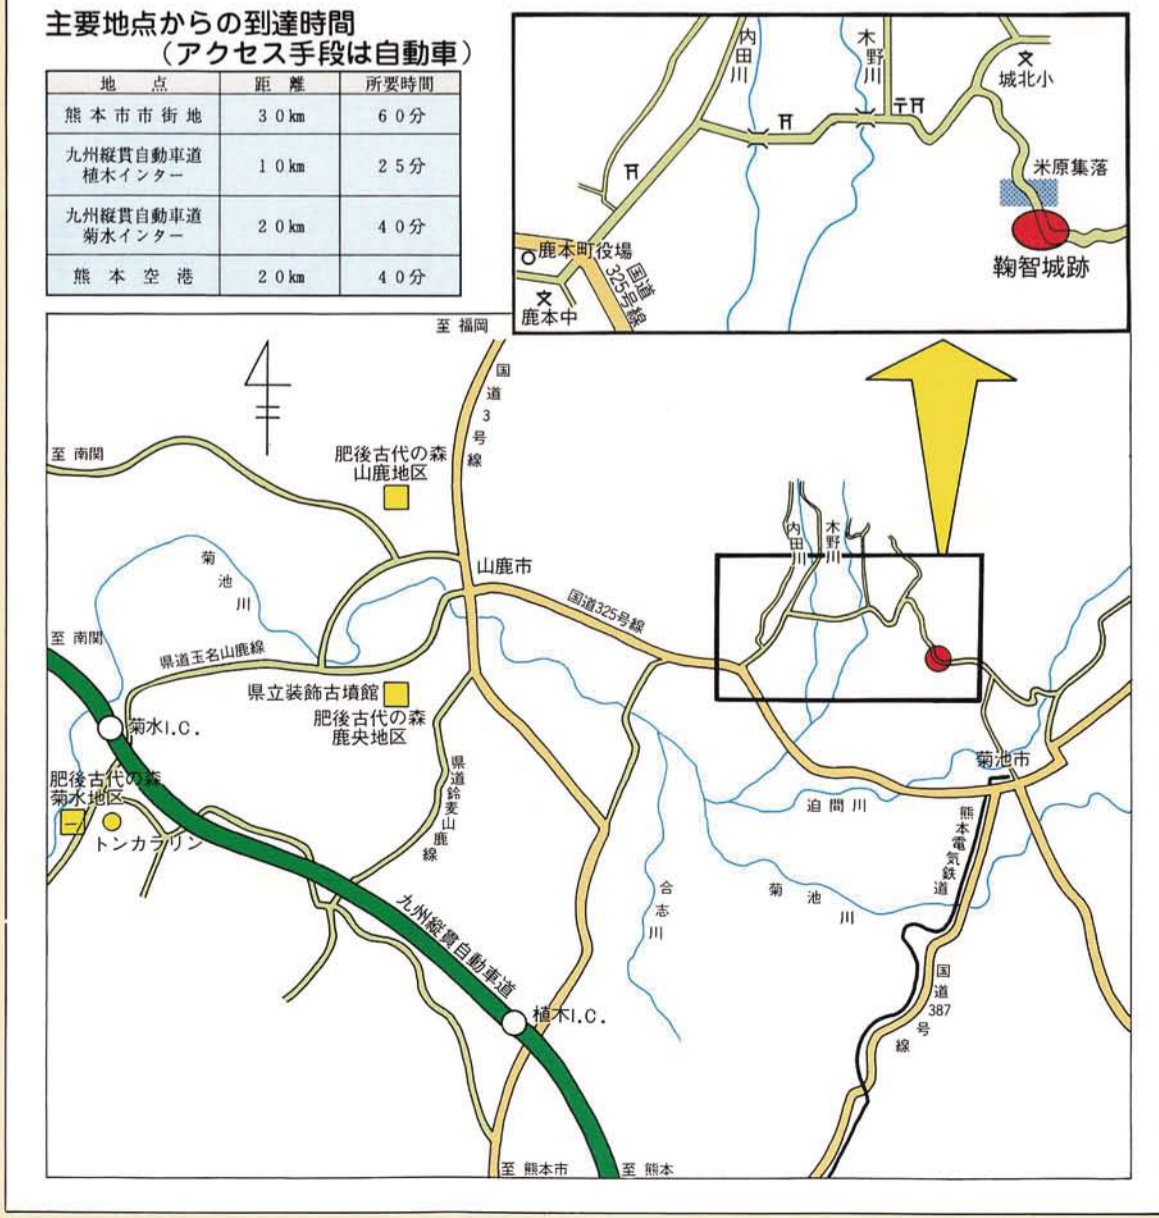 主要地点からの到達時間
(アクセス手段は自動車)
地 点 距 離 所要時間
熊本市市街地 30km 60分
九州縦貫自動車道
植木インター 10km 25分
九州縦貫自動車道
菊水インター 20km 40分
熊本空港 20km 40分
内田川
木野川
文
城北小
米原集落
鞠智城跡
鹿本町役場
国道
325号線
文
鹿本中
至 福岡
国道3号線
至 南関
肥後古代の森
山鹿地区
菊池川
山鹿市
内田川
木野川
国道325号線
至 南関
県道玉名山鹿線
県立装飾古墳館
肥後古代の森
鹿央地区
菊水I.C.
肥後古代の森
菊水地区
トンカラリン
県道鈴麦山鹿線
菊池市
迫間川
熊本電気鉄道
菊池川
合志川
九州縦貫自動車道
植木I.C.
国道387号線
至 熊本市
至 熊本